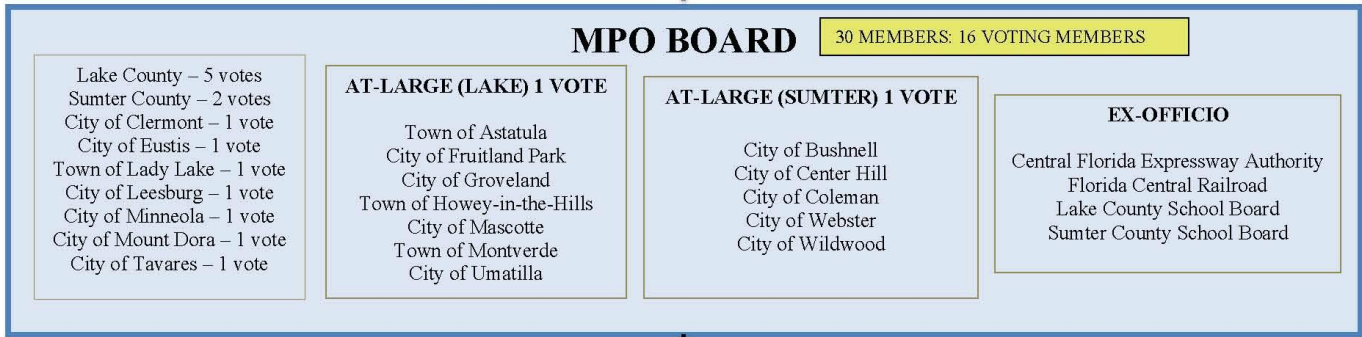 MPO BOARD
30 MEMBERS: 16 VOTING MEMBERS
Lake County – 5 votes
Sumter County – 2 votes
City of Clermont – 1 vote
City of Eustis – 1 vote
Town of Lady Lake – 1 vote
City of Leesburg – 1 vote
City of Minneola – 1 vote
City of Mount Dora – 1 vote
City of Tavares – 1 vote
AT-LARGE (LAKE) 1 VOTE
Town of Astatula
City of Fruitland Park
City of Groveland
Town of Howey-in-the-Hills
City of Mascotte
Town of Montverde
City of Umatilla
AT-LARGE (SUMTER) 1 VOTE
City of Bushnell
City of Center Hill
City of Coleman
City of Webster
City of Wildwood
EX-OFFICIO
Central Florida Expressway Authority
Florida Central Railroad
Lake County School Board
Sumter County School Board